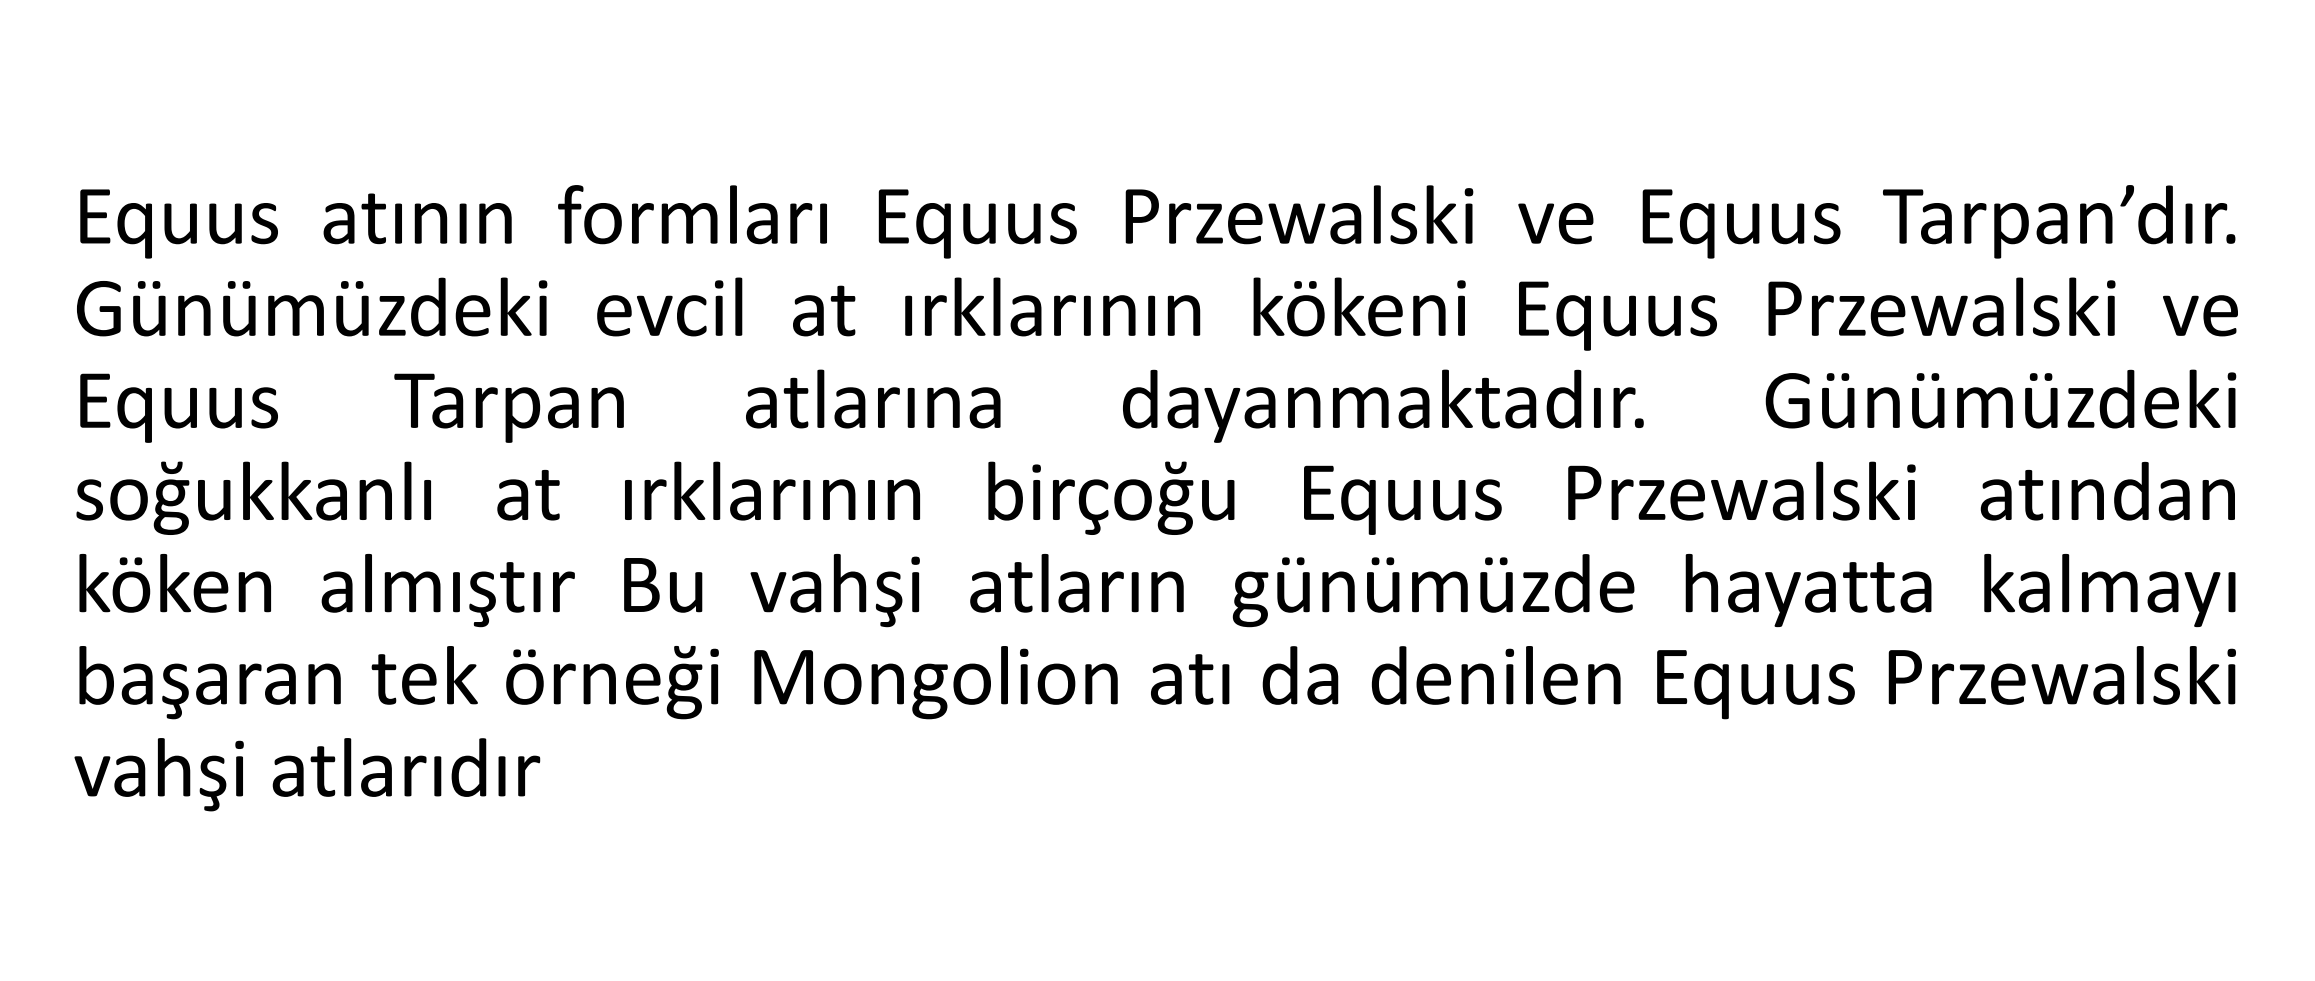 Equus atının formları Equus Przewalski ve Equus Tarpan’dır.
Günümüzdeki evcil at ırklarının kökeni Equus Przewalski ve
Equus Tarpan atlarına dayanmaktadır. Günümüzdeki
soğukkanlı at ırklarının birçoğu Equus Przewalski atından
köken almıştır Bu vahşi atların günümüzde hayatta kalmayı
başaran tek örneği Mongolion atı da denilen Equus Przewalski
vahşi atlarıdır